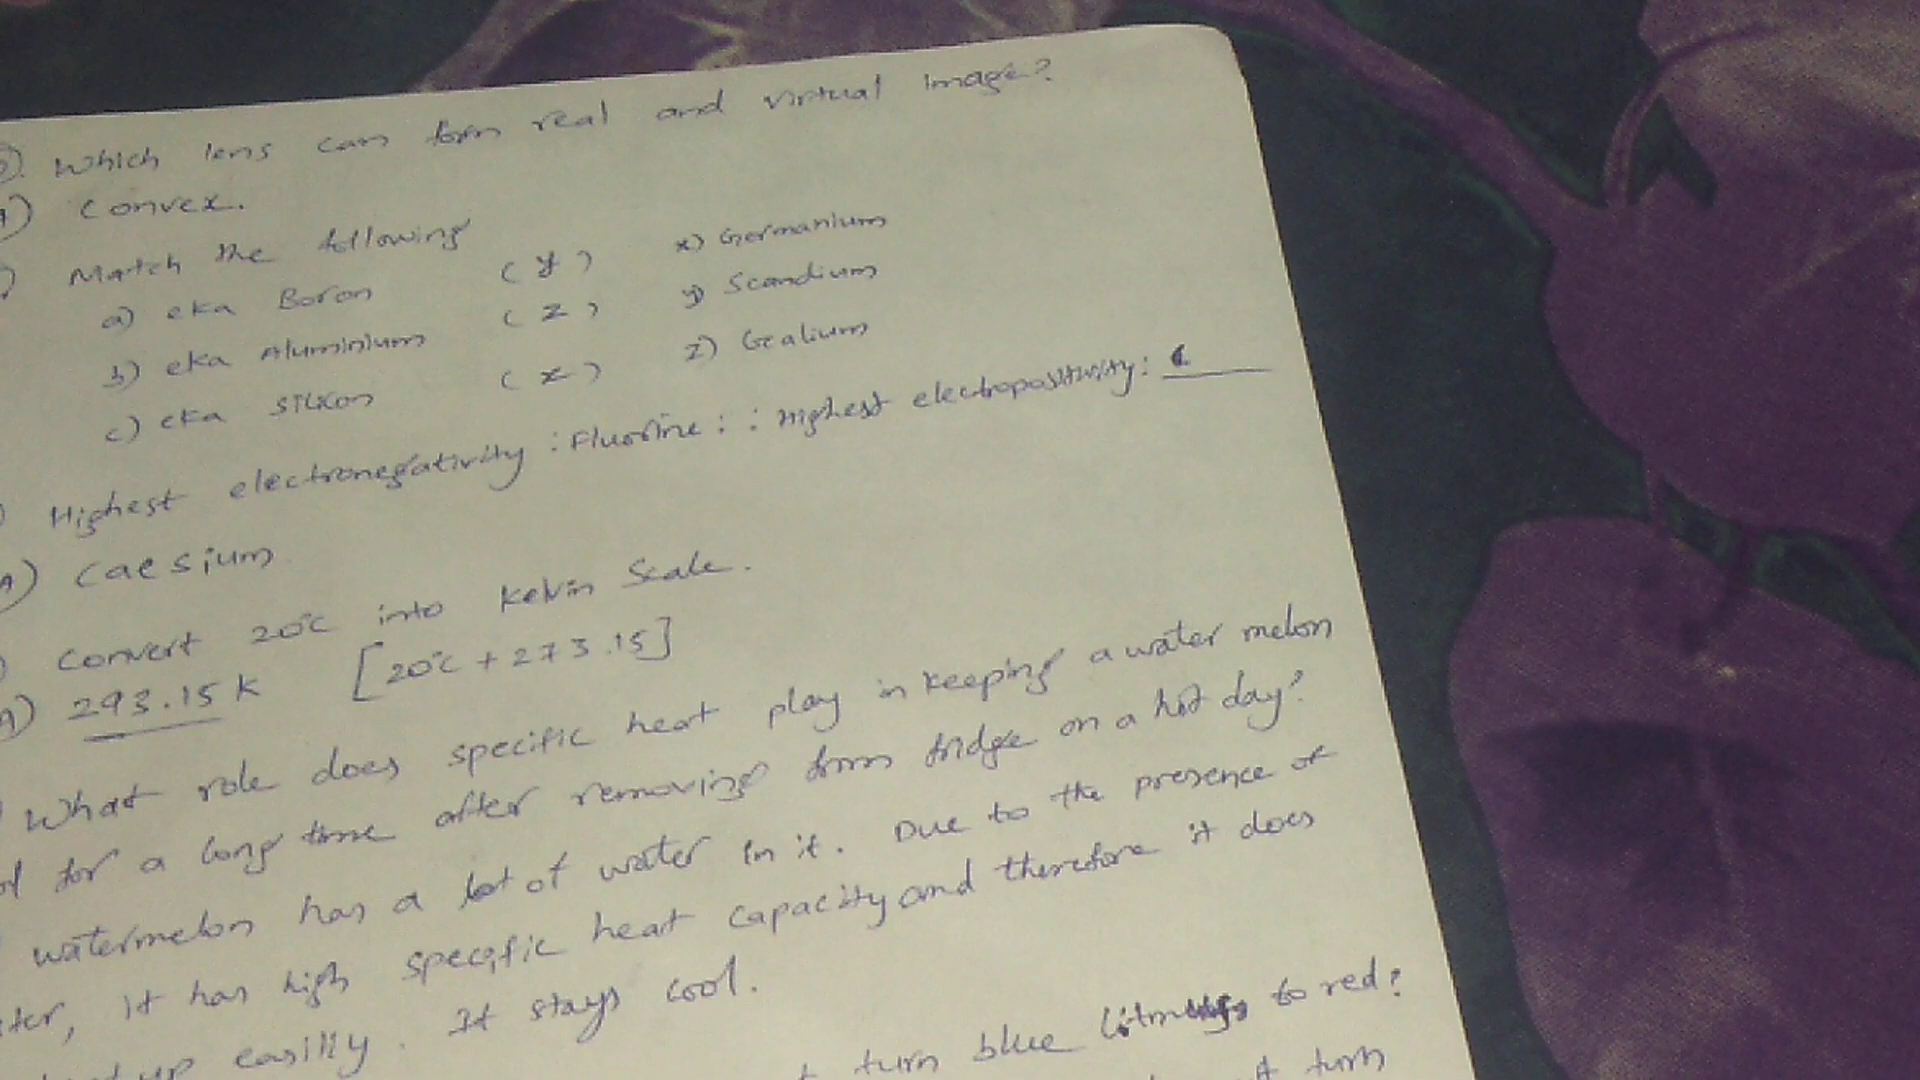 Which lens can form real and virtual image?
A) Convex.
Match the following
a) eka Boron (y) x) Germanium
b) eka Aluminium (z) y) Scandium
c) eka silicon (x) z) Gealium
Highest electronegativity : Fluorine : : Highest electropositivity :
A) Caesium
Convert 20°C into Kelvin Scale.
A) 293.15 K [20°C + 273.15]
What role does specific heat play in keeping a water melon
for a long time after removing from fridge on a hot day?
watermelon has a lot of water in it. Due to the presence of
it has high specific heat capacity and therefore it does
up easilly. It stays cool.
turn blue litmus to red?
turn